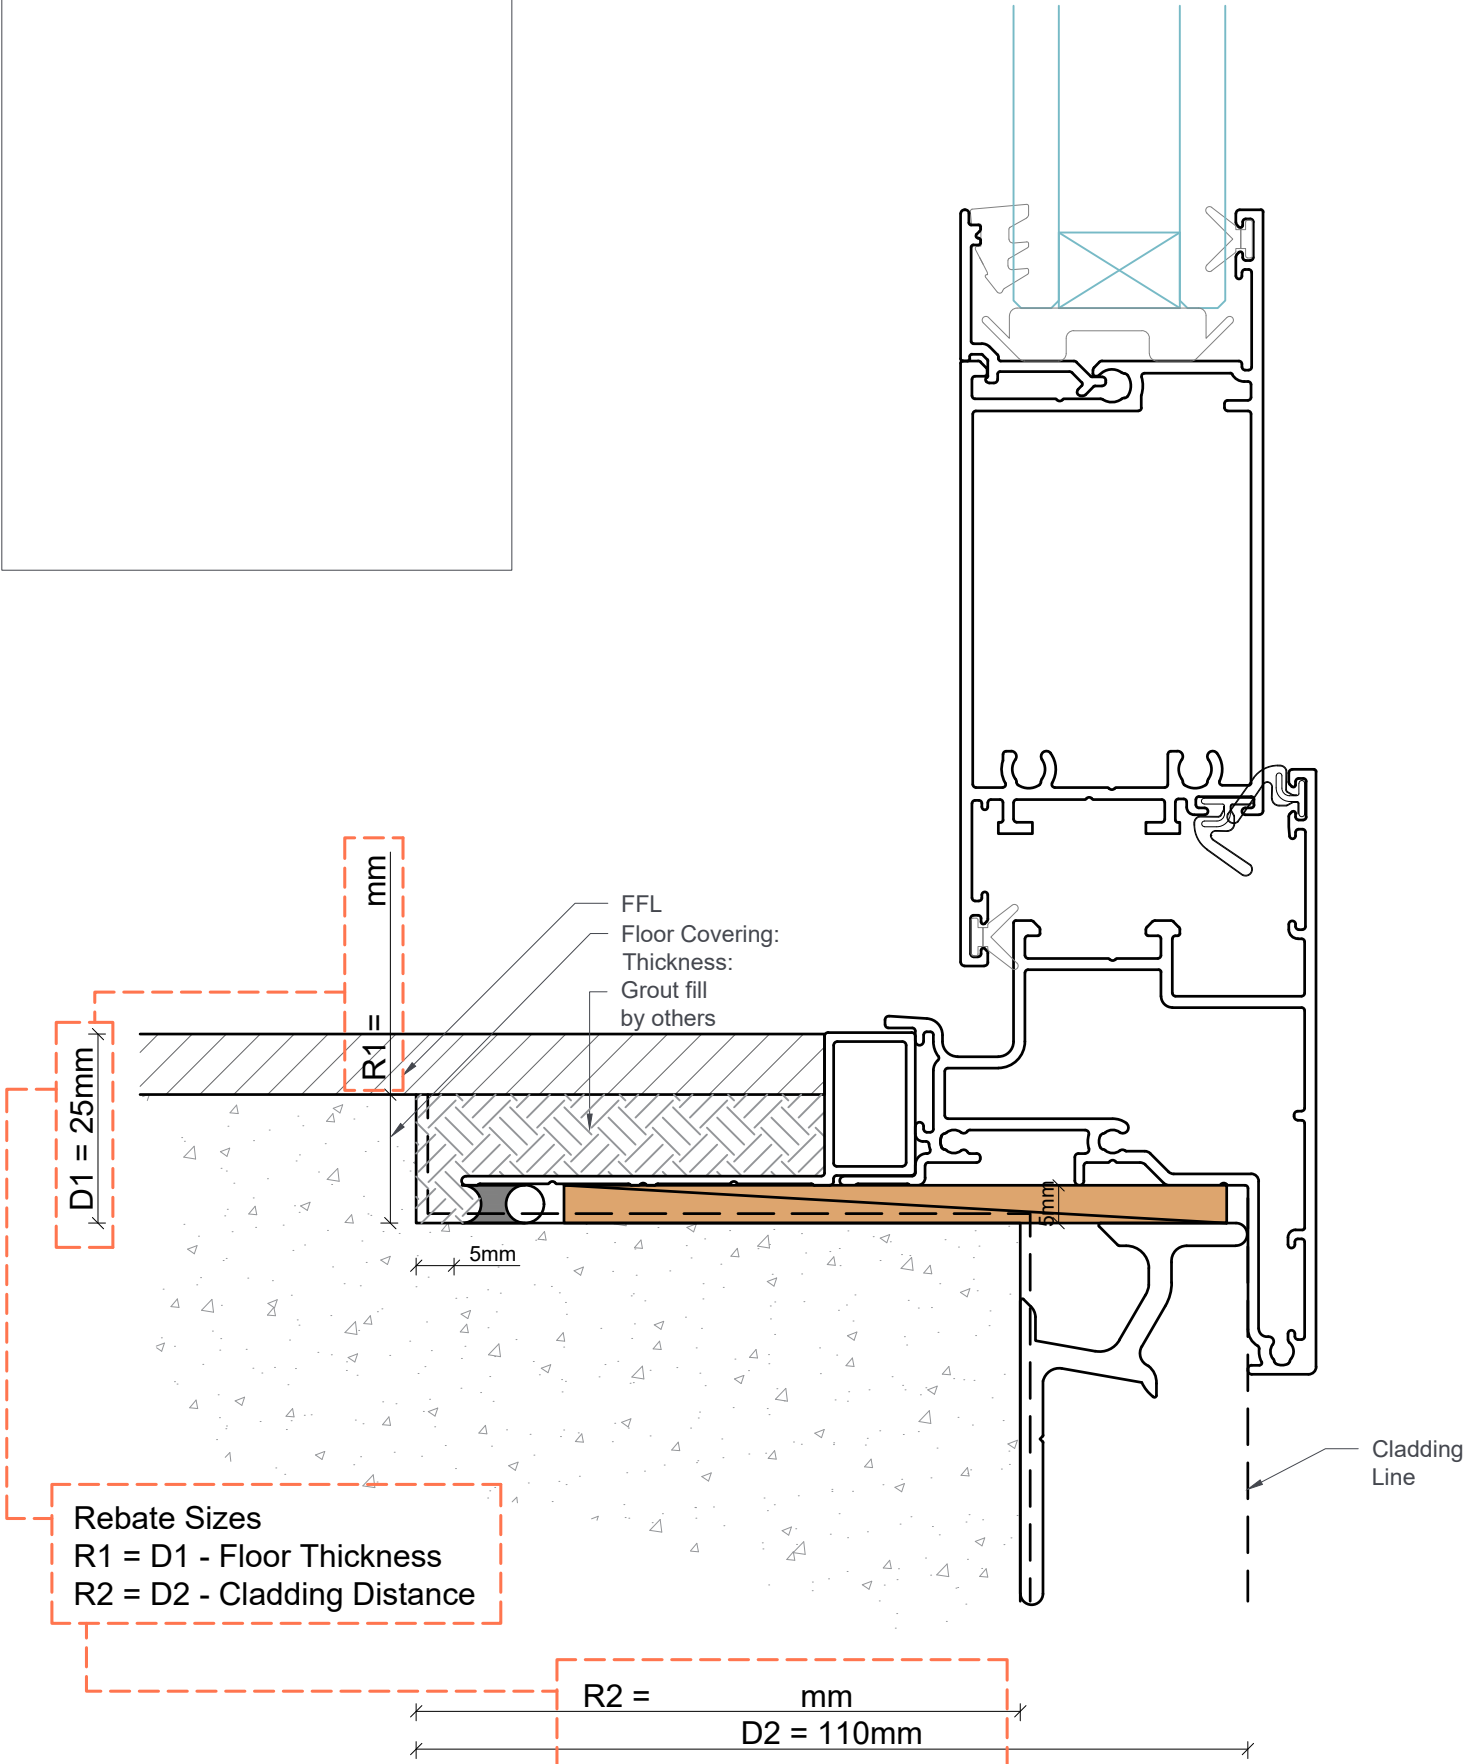 R1 = mm
FFL
Floor Covering:
Thickness:
Grout fill
by others
D1 = 25mm
5mm
5mm
Cladding
Line
Rebate Sizes
R1 = D1 - Floor Thickness
R2 = D2 - Cladding Distance
R2 = mm
D2 = 110mm